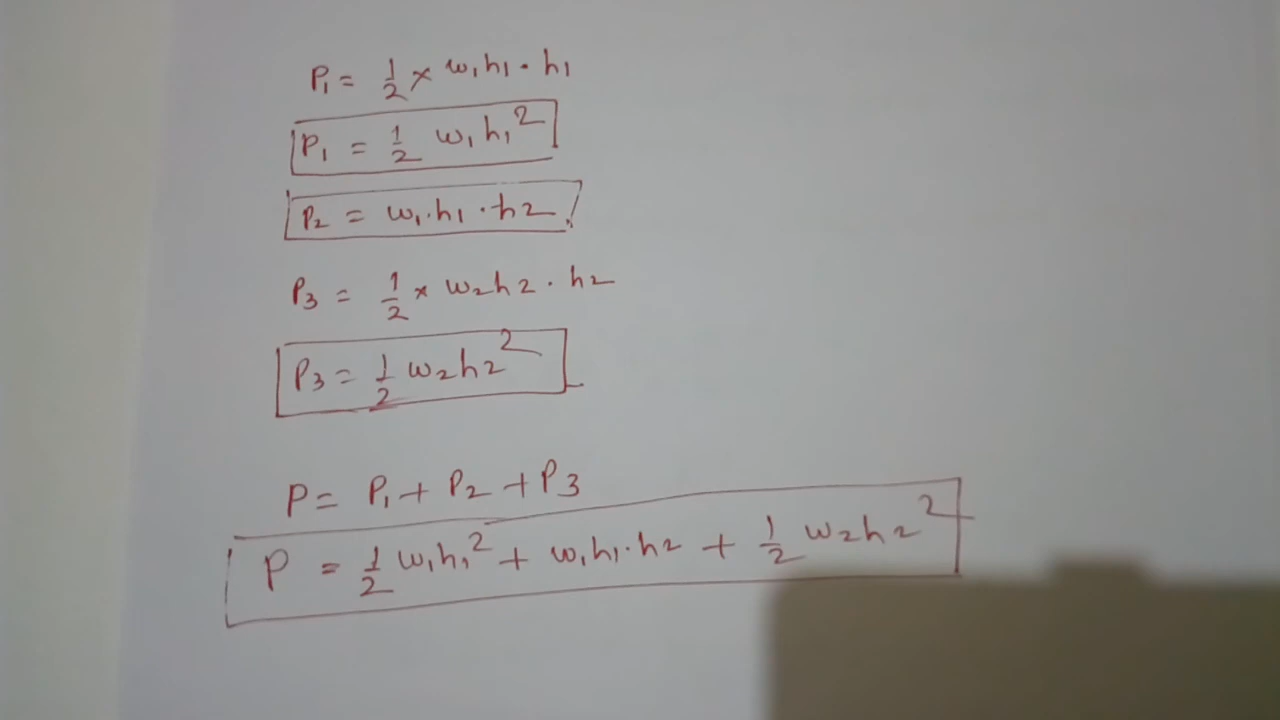 P₁ = 1/2 × w₁h₁ · h₁
P₁ = 1/2 w₁h₁²
P₂ = w₁·h₁ · h₂
P₃ = 1/2 × w₂h₂ · h₂
P₃ = 1/2 w₂h₂²
P = P₁ + P₂ + P₃
P = 1/2 w₁h₁² + w₁h₁·h₂ + 1/2 w₂h₂²